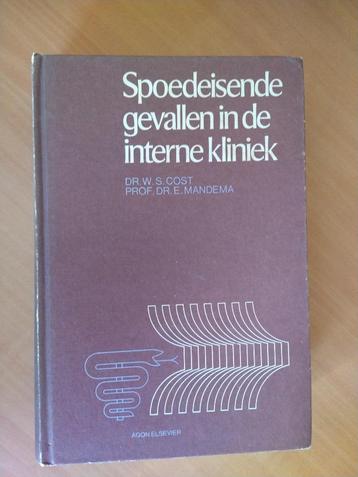 Spoedeisende
gevallen in de
interne kliniek
DR. W. S. COST
PROF. DR. E. MANDEMA
AGON ELSEVIER